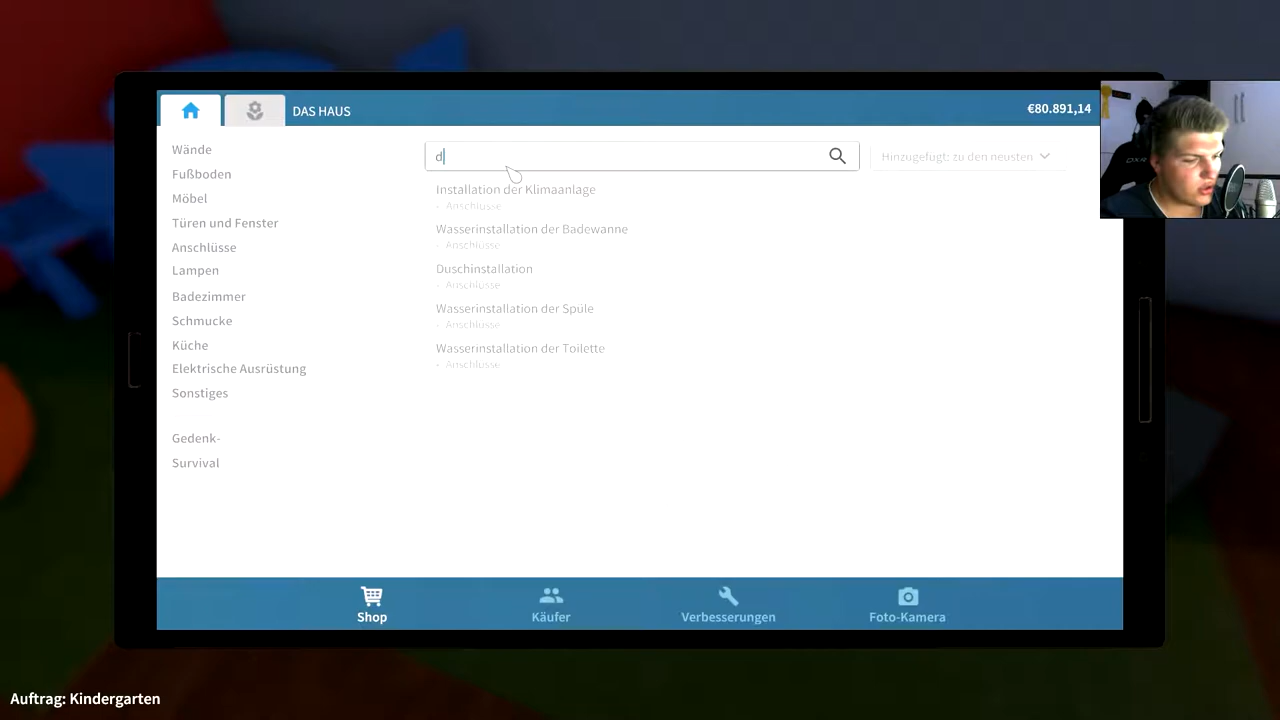 DAS HAUS
€80.891,14
d
Hinzugefügt: zu den neusten
Wände
Fußboden
Möbel
Türen und Fenster
Anschlüsse
Lampen
Badezimmer
Schmucke
Küche
Elektrische Ausrüstung
Sonstiges
Gedenk-
Survival
Installation der Klimaanlage
- Anschlüsse
Wasserinstallation der Badewanne
- Anschlüsse
Duschinstallation
- Anschlüsse
Wasserinstallation der Spüle
- Anschlüsse
Wasserinstallation der Toilette
- Anschlüsse
Shop
Käufer
Verbesserungen
Foto-Kamera
Auftrag: Kindergarten